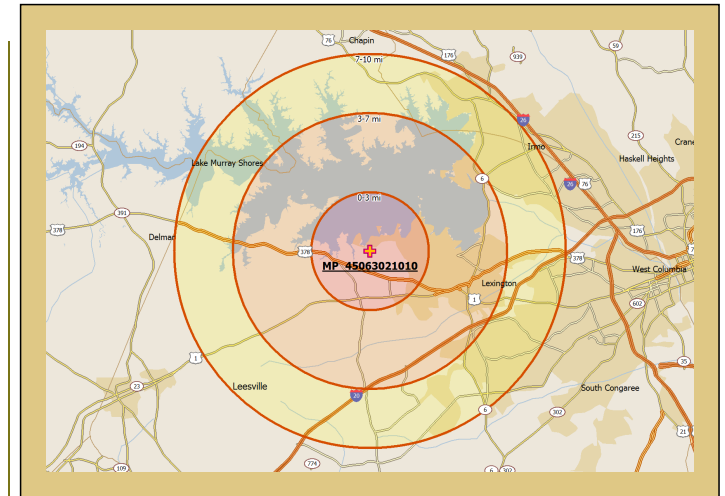 Chapin
76
176
59
939
7-10 mi
3-7 mi
26
215
194
Irmo
Lake Murray Shores
Haskell Heights
6
26
76
0-3 mi
391
176
378
Delmar
378
378
MP 45063021010
West Columbia
Lexington
1
602
1
35
23
Leesville
20
South Congaree
6
302
21
774
109
6
302